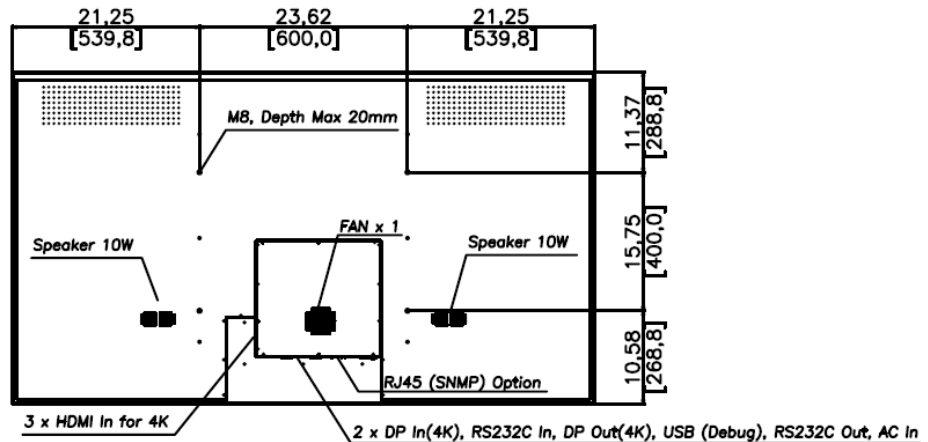 21,25 23,62 21,25
[539,8] [600,0] [539,8]
M8, Depth Max 20mm
11,37
[288,8]
FAN x 1
Speaker 10W
Speaker 10W
15,75
[400,0]
RJ45 (SNMP) Option
10,58
[268,8]
3 x HDMI In for 4K
2 x DP In(4K), RS232C In, DP Out(4K), USB (Debug), RS232C Out, AC In